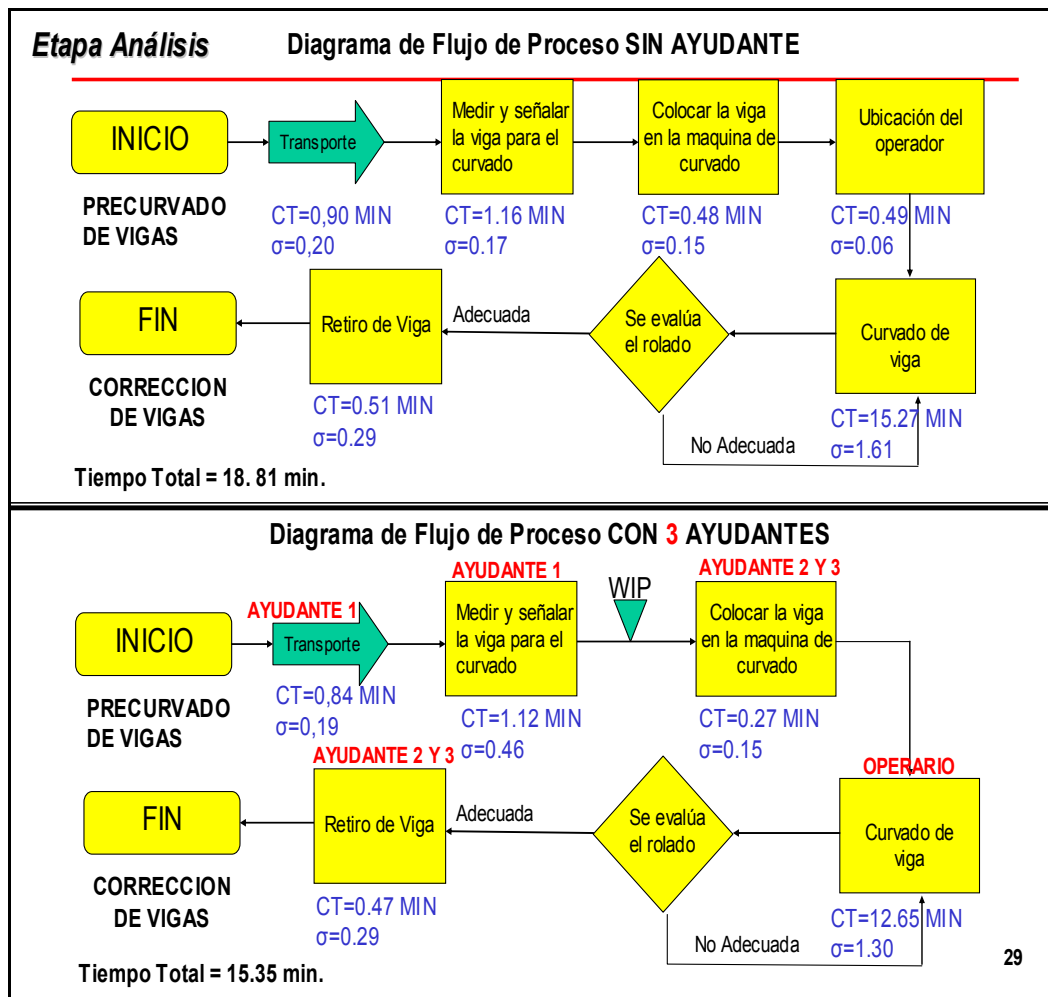 Etapa Análisis
Diagrama de Flujo de Proceso SIN AYUDANTE
INICIO
Transporte
Medir y señalar
la viga para el
curvado
Colocar la viga
en la maquina de
curvado
Ubicación del
operador
PRECURVADO
DE VIGAS
CT=0,90 MIN
σ=0,20
CT=1.16 MIN
σ=0.17
CT=0.48 MIN
σ=0.15
CT=0.49 MIN
σ=0.06
FIN
Retiro de Viga
Adecuada
Se evalúa
el rolado
Curvado de
viga
CORRECCION
DE VIGAS
CT=0.51 MIN
σ=0.29
No Adecuada
CT=15.27 MIN
σ=1.61
Tiempo Total = 18. 81 min.
Diagrama de Flujo de Proceso CON 3 AYUDANTES
AYUDANTE 1
AYUDANTE 1
WIP
AYUDANTE 2 Y 3
INICIO
Transporte
Medir y señalar
la viga para el
curvado
Colocar la viga
en la maquina de
curvado
PRECURVADO
DE VIGAS
CT=0,84 MIN
σ=0,19
CT=1.12 MIN
σ=0.46
CT=0.27 MIN
σ=0.15
AYUDANTE 2 Y 3
OPERARIO
FIN
Retiro de Viga
Adecuada
Se evalúa
el rolado
Curvado de
viga
CORRECCION
DE VIGAS
CT=0.47 MIN
σ=0.29
No Adecuada
CT=12.65 MIN
σ=1.30
Tiempo Total = 15.35 min.
29